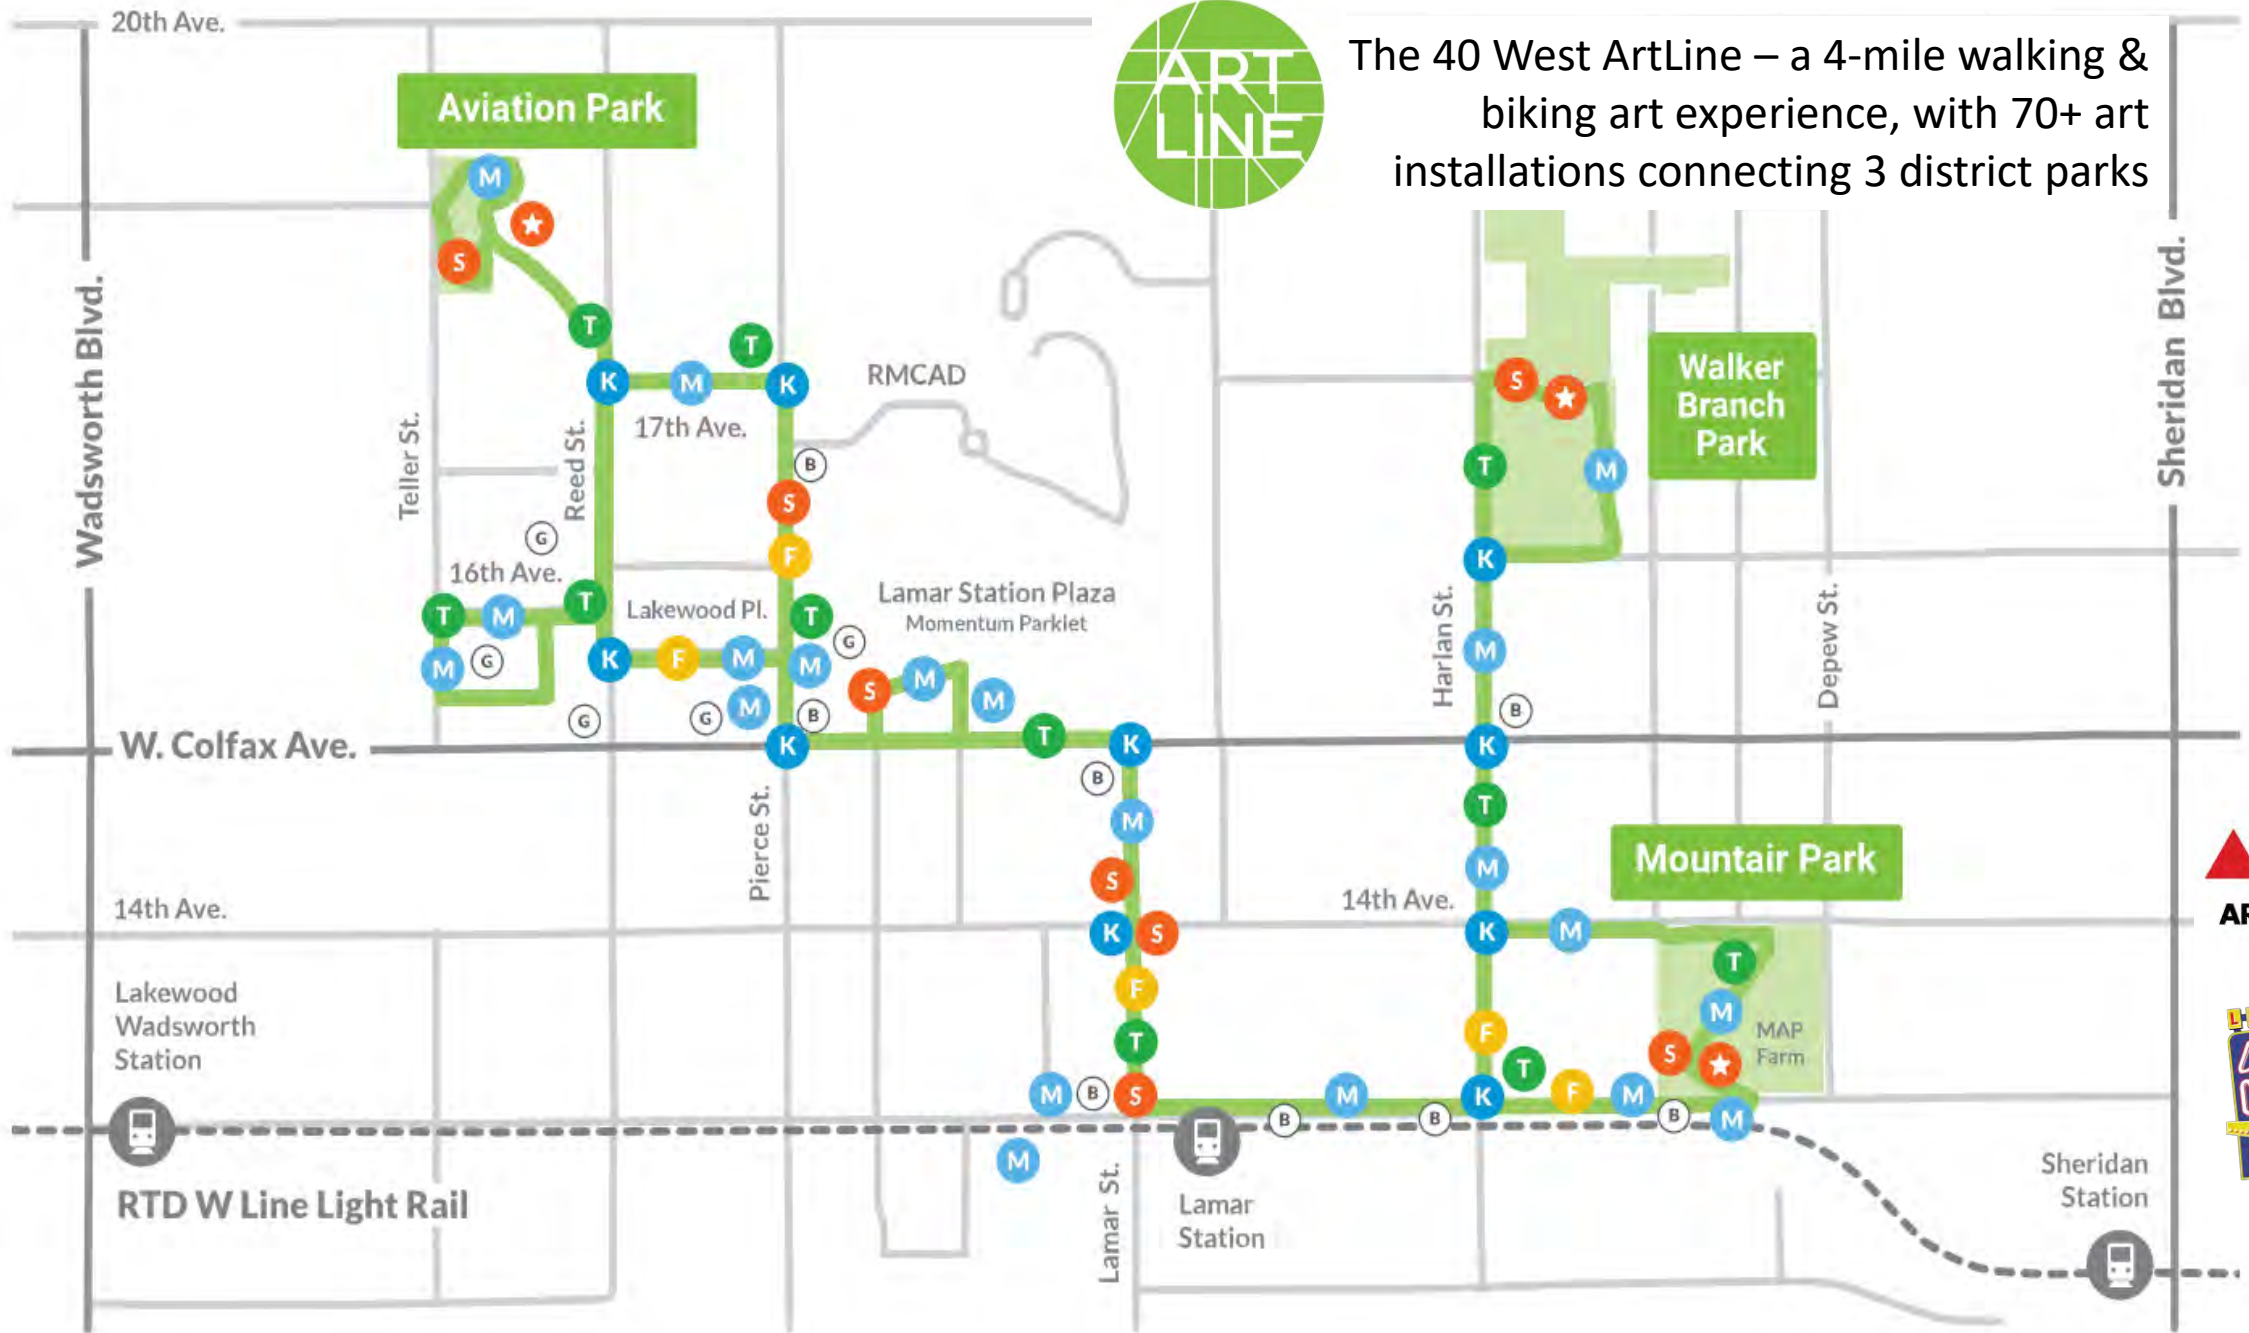 20th Ave.
ART
LINE
The 40 West ArtLine – a 4-mile walking &
biking art experience, with 70+ art
installations connecting 3 district parks
Aviation Park
M
S
T
T
K
M
K
17th Ave.
RMCAD
S
Walker
Branch
Park
Wadsworth Blvd.
Sheridan Blvd.
Teller St.
Reed St.
B
T
M
S
G
F
K
16th Ave.
T
M
T
Lakewood Pl.
T
G
Lamar Station Plaza
Momentum Parklet
Harlan St.
Depew St.
M
G
K
F
M
M
S
M
M
M
G
G
M
B
B
W. Colfax Ave.
K
T
K
K
B
Pierce St.
M
T
S
M
Mountair Park
14th Ave.
14th Ave.
K
S
K
M
T
F
M
Lakewood
Wadsworth
Station
T
F
MAP
Farm
S
T
M
B
S
M
K
F
M
B
B
B
M
M
RTD W Line Light Rail
Lamar St.
Lamar
Station
Sheridan
Station